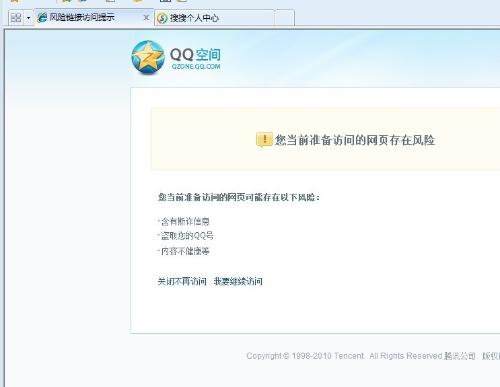 风险链接访问提示
搜搜个人中心
QQ空间
QZONE.QQ.COM
您当前准备访问的网页存在风险
您当前准备访问的网页可能存在以下风险：
·含有欺诈信息
·盗取您的QQ号
·内容不健康等
关闭不再访问 我要继续访问
Copyright © 1998-2010 Tencent. All Rights Reserved 腾讯公司 版权